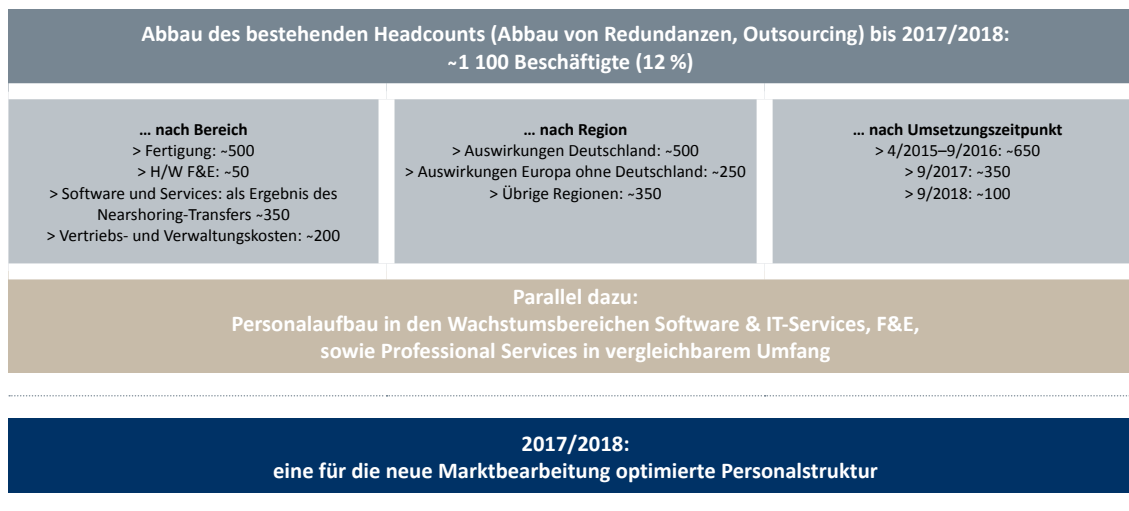 Abbau des bestehenden Headcounts (Abbau von Redundanzen, Outsourcing) bis 2017/2018:
~1 100 Beschäftigte (12 %)
… nach Bereich
> Fertigung: ~500
> H/W F&E: ~50
> Software und Services: als Ergebnis des
Nearshoring-Transfers ~350
> Vertriebs- und Verwaltungskosten: ~200
… nach Region
> Auswirkungen Deutschland: ~500
> Auswirkungen Europa ohne Deutschland: ~250
> Übrige Regionen: ~350
… nach Umsetzungszeitpunkt
> 4/2015–9/2016: ~650
> 9/2017: ~350
> 9/2018: ~100
Parallel dazu:
Personalaufbau in den Wachstumsbereichen Software & IT-Services, F&E,
sowie Professional Services in vergleichbarem Umfang
2017/2018:
eine für die neue Marktbearbeitung optimierte Personalstruktur